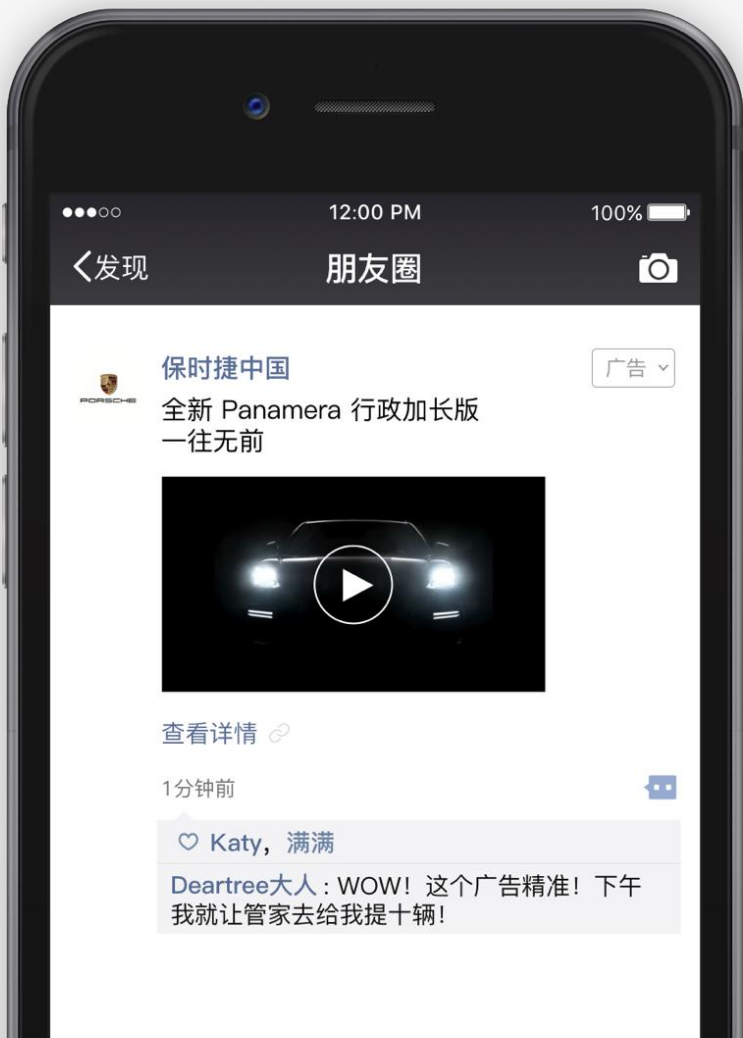 12:00 PM
100%
发现
朋友圈
保时捷中国
广告
PORSCHE
全新 Panamera 行政加长版
一往无前
查看详情
1分钟前
Katy，满满
Deartree大人 : WOW！这个广告精准！下午
我就让管家去给我提十辆！